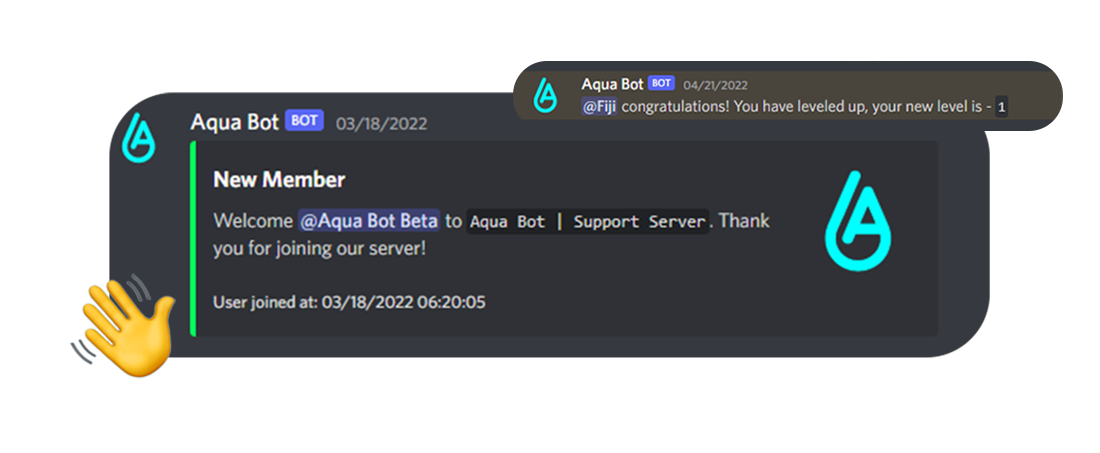 Aqua Bot BOT 04/21/2022
@Fiji congratulations! You have leveled up, your new level is - 1
Aqua Bot BOT 03/18/2022
New Member
Welcome @Aqua Bot Beta to Aqua Bot | Support Server. Thank
you for joining our server!
User joined at: 03/18/2022 06:20:05